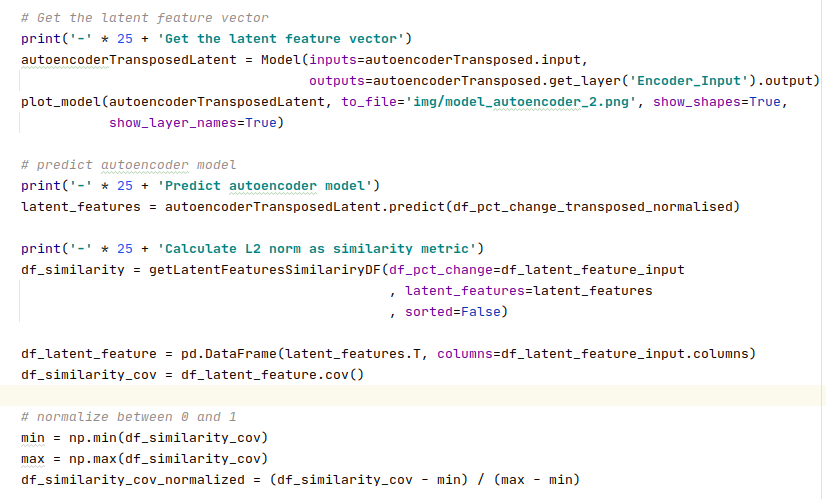 # Get the latent feature vector
print('-' * 25 + 'Get the latent feature vector')
autoencoderTransposedLatent = Model(inputs=autoencoderTransposed.input,
outputs=autoencoderTransposed.get_layer('Encoder_Input').output)
plot_model(autoencoderTransposedLatent, to_file='img/model_autoencoder_2.png', show_shapes=True,
show_layer_names=True)
# predict autoencoder model
print('-' * 25 + 'Predict autoencoder model')
latent_features = autoencoderTransposedLatent.predict(df_pct_change_transposed_normalised)
print('-' * 25 + 'Calculate L2 norm as similarity metric')
df_similarity = getLatentFeaturesSimilariryDF(df_pct_change=df_latent_feature_input
, latent_features=latent_features
, sorted=False)
df_latent_feature = pd.DataFrame(latent_features.T, columns=df_latent_feature_input.columns)
df_similarity_cov = df_latent_feature.cov()
# normalize between 0 and 1
min = np.min(df_similarity_cov)
max = np.max(df_similarity_cov)
df_similarity_cov_normalized = (df_similarity_cov - min) / (max - min)